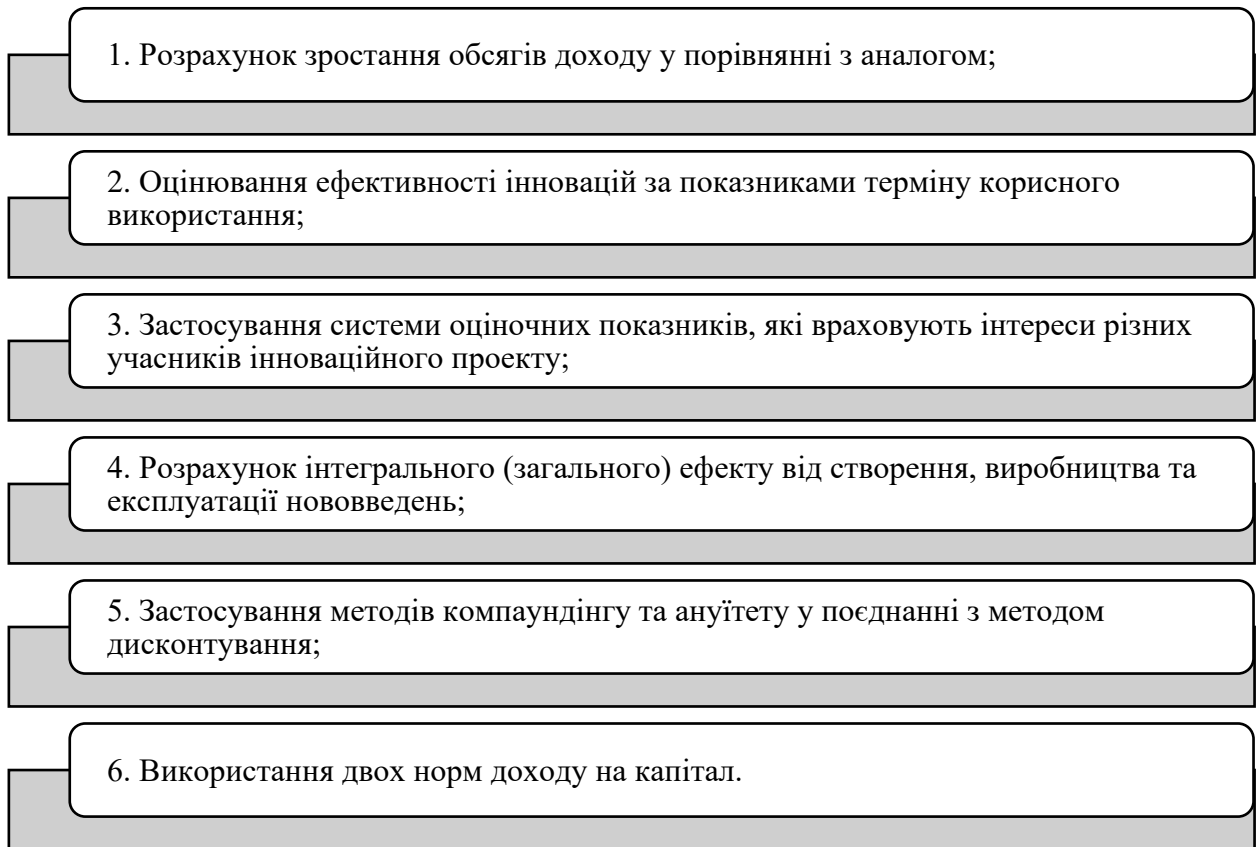 1. Розрахунок зростання обсягів доходу у порівнянні з аналогом;
2. Оцінювання ефективності інновацій за показниками терміну корисного
використання;
3. Застосування системи оціночних показників, які враховують інтереси різних
учасників інноваційного проекту;
4. Розрахунок інтегрального (загального) ефекту від створення, виробництва та
експлуатації нововведень;
5. Застосування методів компаундінгу та ануїтету у поєднанні з методом
дисконтування;
6. Використання двох норм доходу на капітал.